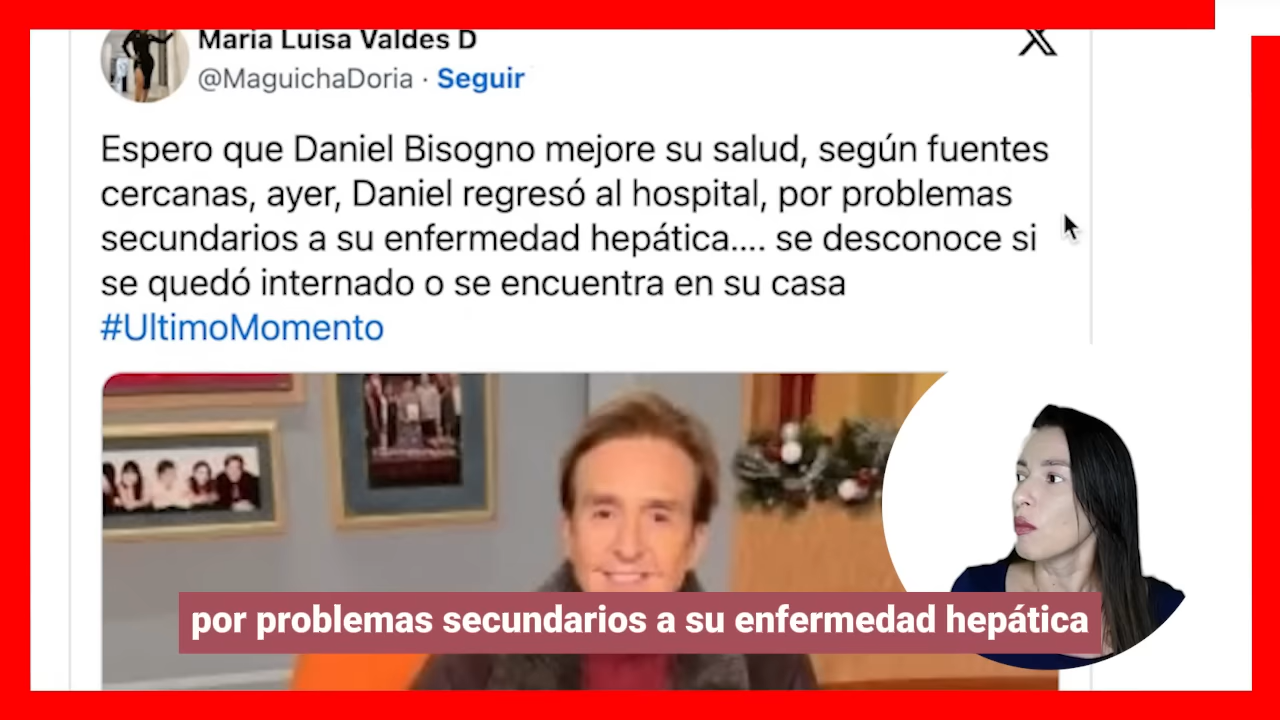 Maria Luisa Valdes D
@MaguichaDoria · Seguir
Espero que Daniel Bisogno mejore su salud, según fuentes
cercanas, ayer, Daniel regresó al hospital, por problemas
secundarios a su enfermedad hepática.... se desconoce si
se quedó internado o se encuentra en su casa
#UltimoMomento
por problemas secundarios a su enfermedad hepática